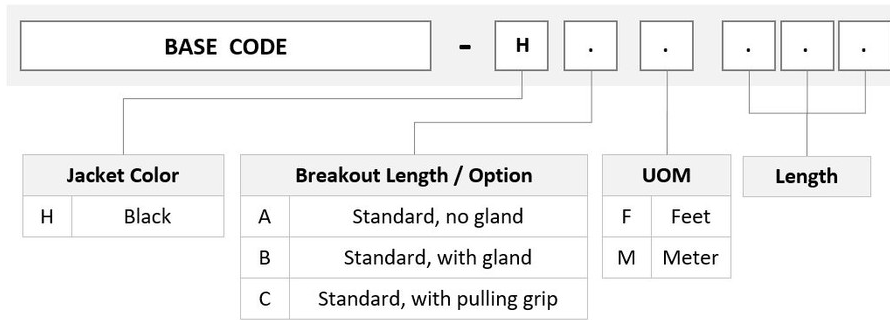 BASE CODE - H . . . . .
Jacket Color
H Black
Breakout Length / Option
A Standard, no gland
B Standard, with gland
C Standard, with pulling grip
UOM
F Feet
M Meter
Length